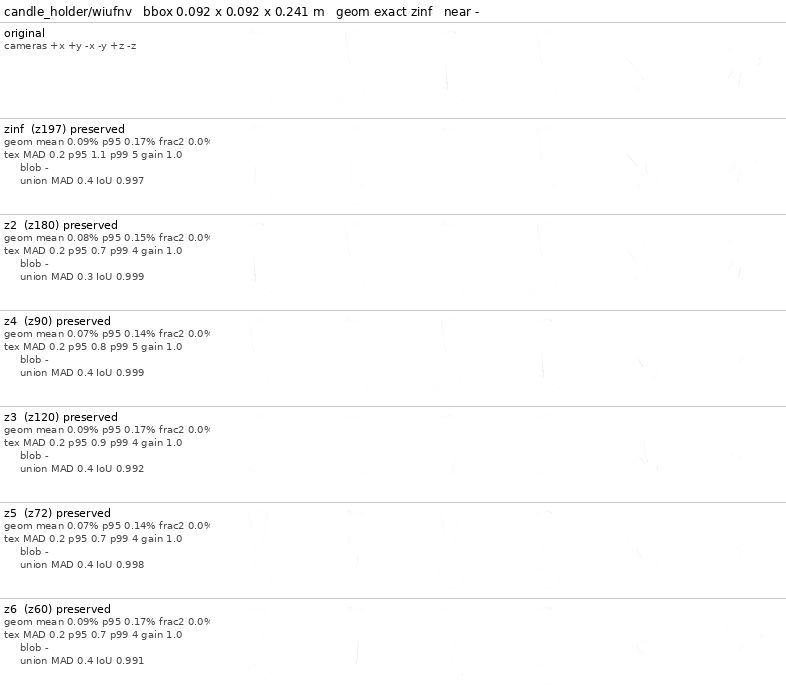 candle_holder/wiufnv   bbox 0.092 x 0.092 x 0.241 m   geom exact zinf   near -
original
cameras +x +y -x -y +z -z
zinf  (z197) preserved
geom mean 0.09% p95 0.17% frac2 0.0%
tex MAD 0.2 p95 1.1 p99 5 gain 1.0
blob -
union MAD 0.4 IoU 0.997
z2  (z180) preserved
geom mean 0.08% p95 0.15% frac2 0.0%
tex MAD 0.2 p95 0.7 p99 4 gain 1.0
blob -
union MAD 0.3 IoU 0.999
z4  (z90) preserved
geom mean 0.07% p95 0.14% frac2 0.0%
tex MAD 0.2 p95 0.8 p99 5 gain 1.0
blob -
union MAD 0.4 IoU 0.999
z3  (z120) preserved
geom mean 0.09% p95 0.17% frac2 0.0%
tex MAD 0.2 p95 0.9 p99 4 gain 1.0
blob -
union MAD 0.4 IoU 0.992
z5  (z72) preserved
geom mean 0.07% p95 0.14% frac2 0.0%
tex MAD 0.2 p95 0.7 p99 4 gain 1.0
blob -
union MAD 0.4 IoU 0.998
z6  (z60) preserved
geom mean 0.09% p95 0.17% frac2 0.0%
tex MAD 0.2 p95 0.7 p99 4 gain 1.0
blob -
union MAD 0.4 IoU 0.991